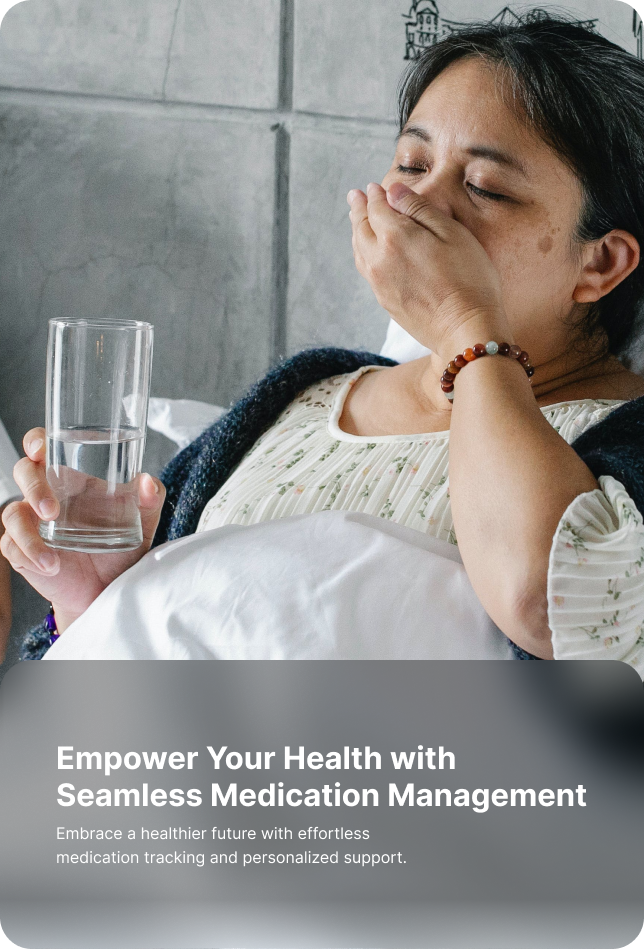 Empower Your Health with
Seamless Medication Management
Embrace a healthier future with effortless
medication tracking and personalized support.